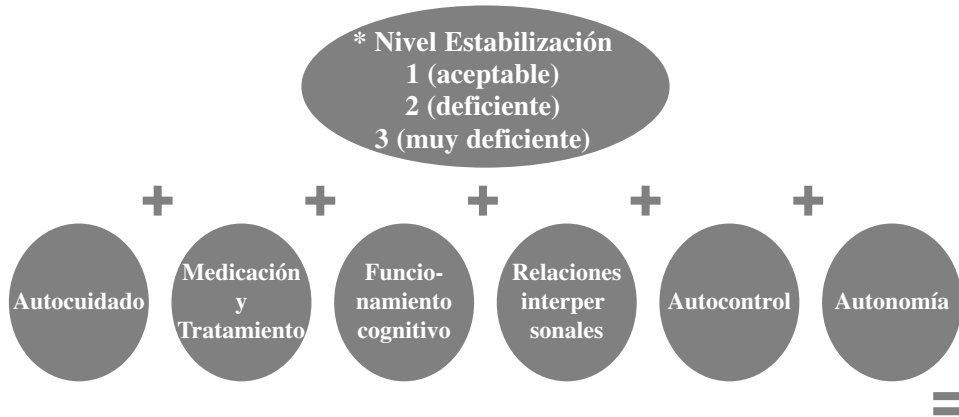 * Nivel Estabilización
1 (aceptable)
2 (deficiente)
3 (muy deficiente)
+ + + + +
Autocuidado
Medicación
y
Tratamiento
Funcio-
namiento
cognitivo
Relaciones
interper
sonales
Autocontrol
Autonomía
=